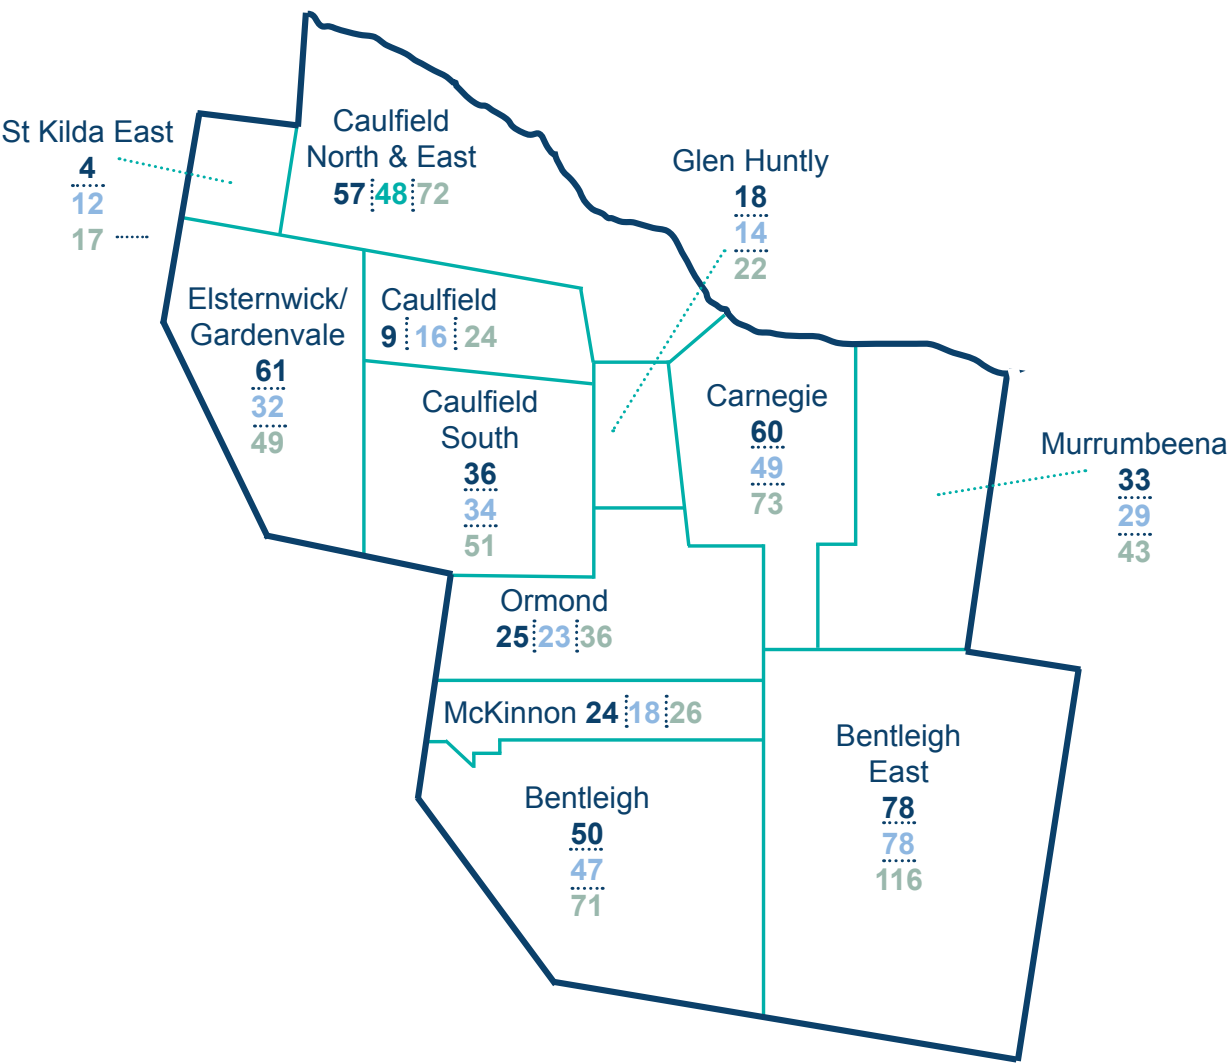 St Kilda East
4
12
17
Caulfield
North & East
57 48 72
Glen Huntly
18
14
22
Elsternwick/
Gardenvale
61
32
49
Caulfield
9 16 24
Caulfield
South
36
34
51
Carnegie
60
49
73
Murrumbeena
33
29
43
Ormond
25 23 36
McKinnon 24 18 26
Bentleigh
50
47
71
Bentleigh
East
78
78
116